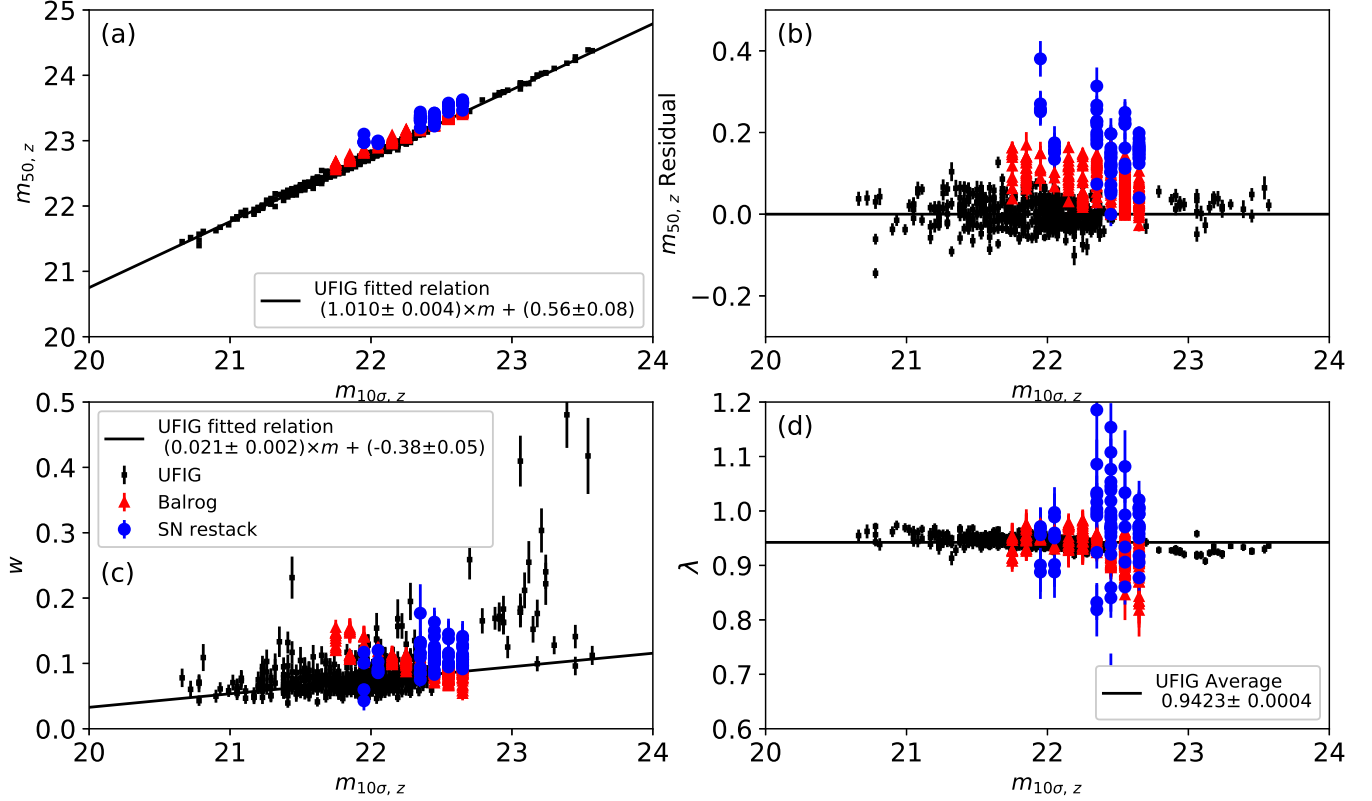 25
24
23
22
21
20
m50, z
(a)
UFIG fitted relation
(1.010± 0.004)×m + (0.56±0.08)
20 21 22 23 24
m10σ, z
0.4
0.2
0.0
−0.2
m50, z Residual
(b)
20 21 22 23 24
m10σ, z
0.5
0.4
0.3
0.2
0.1
0.0
w
UFIG fitted relation
(0.021± 0.002)×m + (-0.38±0.05)
UFIG
Balrog
SN restack
(c)
20 21 22 23 24
m10σ, z
1.2
1.1
1.0
0.9
0.8
0.7
0.6
λ
(d)
UFIG Average
0.9423± 0.0004
20 21 22 23 24
m10σ, z